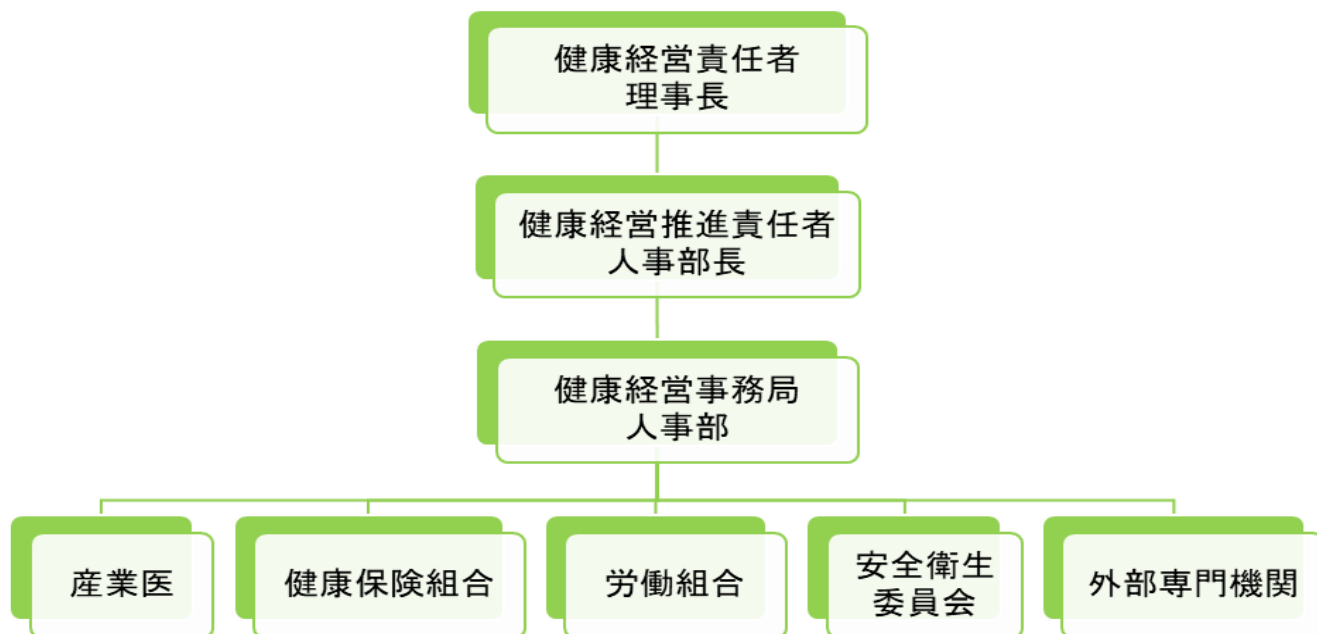 健康経営責任者
理事長
健康経営推進責任者
人事部長
健康経営事務局
人事部
産業医
健康保険組合
労働組合
安全衛生
委員会
外部専門機関